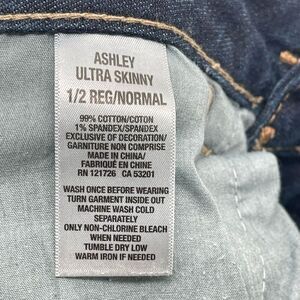 ASHLEY
ULTRA SKINNY
1/2 REG/NORMAL
99% COTTON/COTON
1% SPANDEX/SPANDEX
EXCLUSIVE OF DECORATION/
GARNITURE NON COMPRISE
MADE IN CHINA/
FABRIQUÉ EN CHINE
RN 121726 CA 53201
WASH ONCE BEFORE WEARING
TURN GARMENT INSIDE OUT
MACHINE WASH COLD
SEPARATELY
ONLY NON-CHLORINE BLEACH
WHEN NEEDED
TUMBLE DRY LOW
WARM IRON IF NEEDED